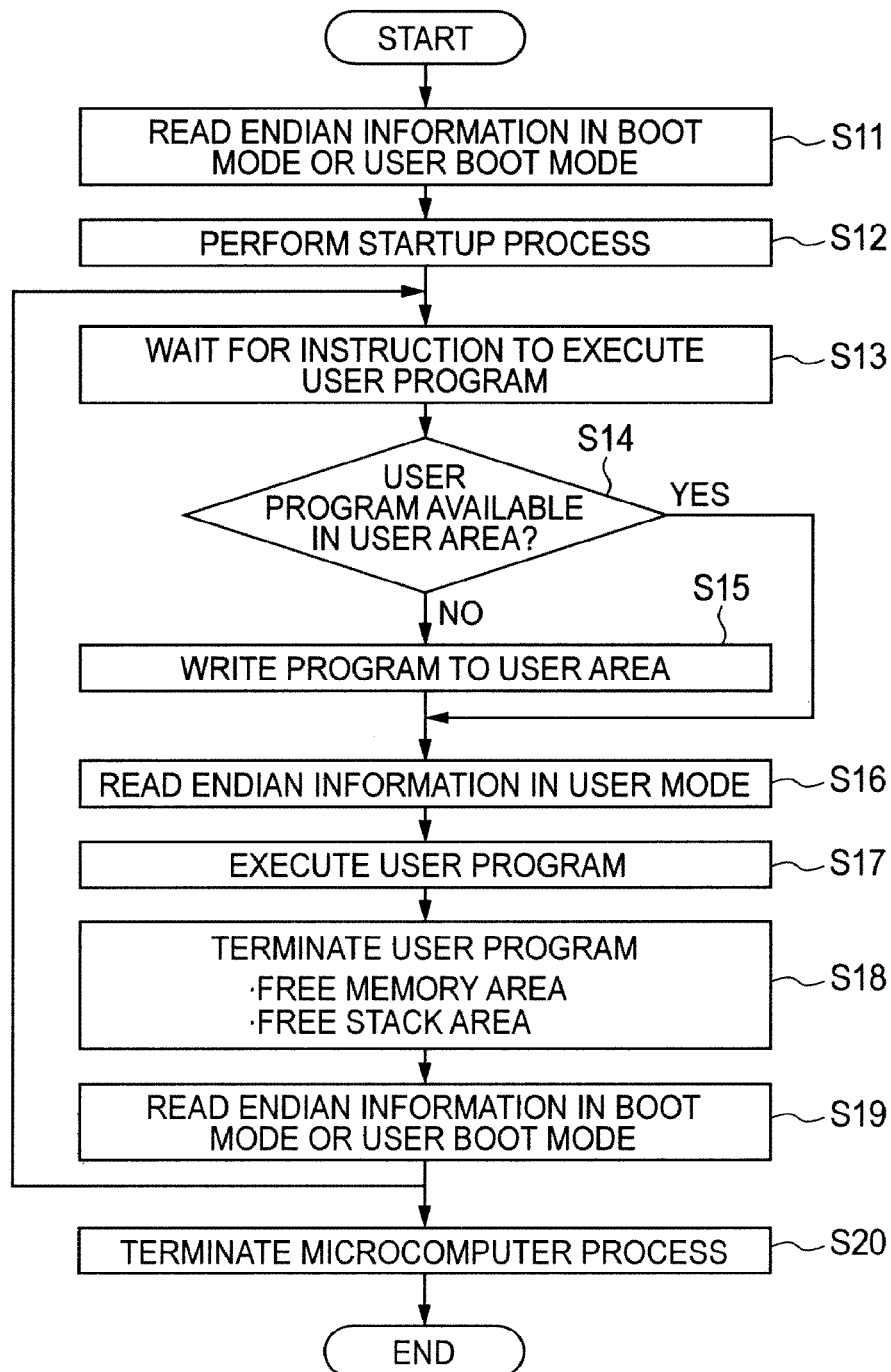 START
READ ENDIAN INFORMATION IN BOOT
MODE OR USER BOOT MODE
S11
PERFORM STARTUP PROCESS
S12
WAIT FOR INSTRUCTION TO EXECUTE
USER PROGRAM
S13
S14
USER
PROGRAM AVAILABLE
IN USER AREA?
YES
NO
S15
WRITE PROGRAM TO USER AREA
READ ENDIAN INFORMATION IN USER MODE
S16
EXECUTE USER PROGRAM
S17
TERMINATE USER PROGRAM
·FREE MEMORY AREA
·FREE STACK AREA
S18
READ ENDIAN INFORMATION IN BOOT
MODE OR USER BOOT MODE
S19
TERMINATE MICROCOMPUTER PROCESS
S20
END